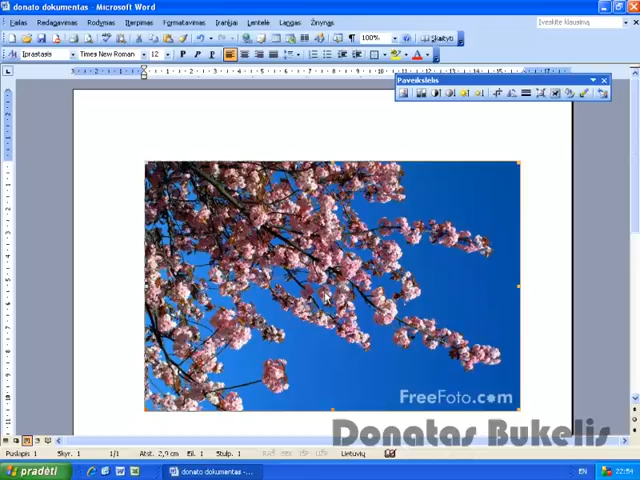 donato dokumentas - Microsoft Word
Failas Redagavimas Rodymas Įterpimas Formatavimas Įrankiai Lentelė Langas Žinynas Įveskite klausimą
100% Skaityti
Įprastasis Times New Roman 12
Paveikslėlis
FreeFoto.com
Donatas Bukelis
Puslapis 1 Skyr. 1 1/1 Atst. 2,9 cm Eil. 1 Stulp. 1 Lietuvių
pradėti donato dokumentas -... EN 22:54